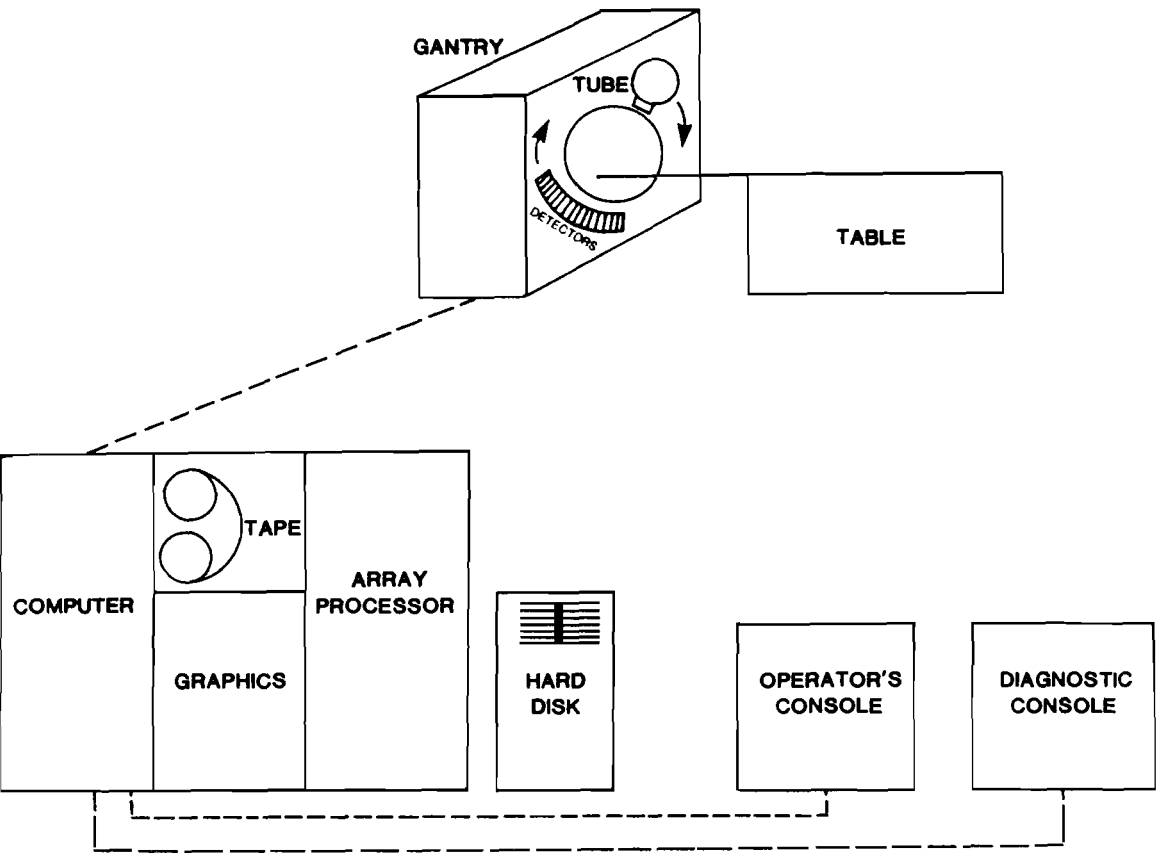 GANTRY
TUBE
DETECTORS
TABLE
TAPE
COMPUTER
ARRAY
PROCESSOR
GRAPHICS
HARD
DISK
OPERATOR'S
CONSOLE
DIAGNOSTIC
CONSOLE